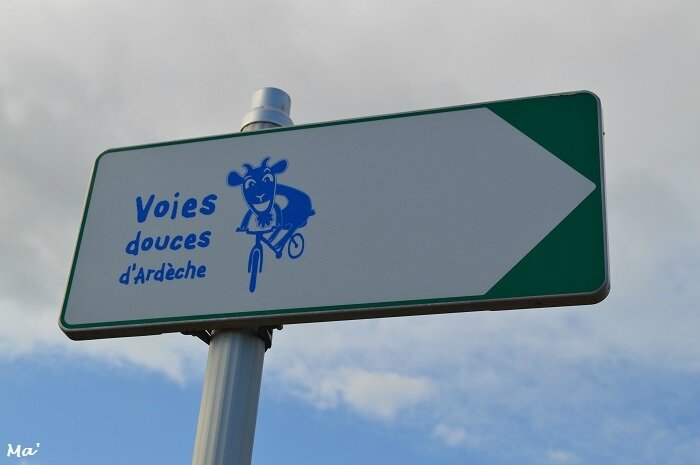 Voies
douces
d'Ardèche
Ma'